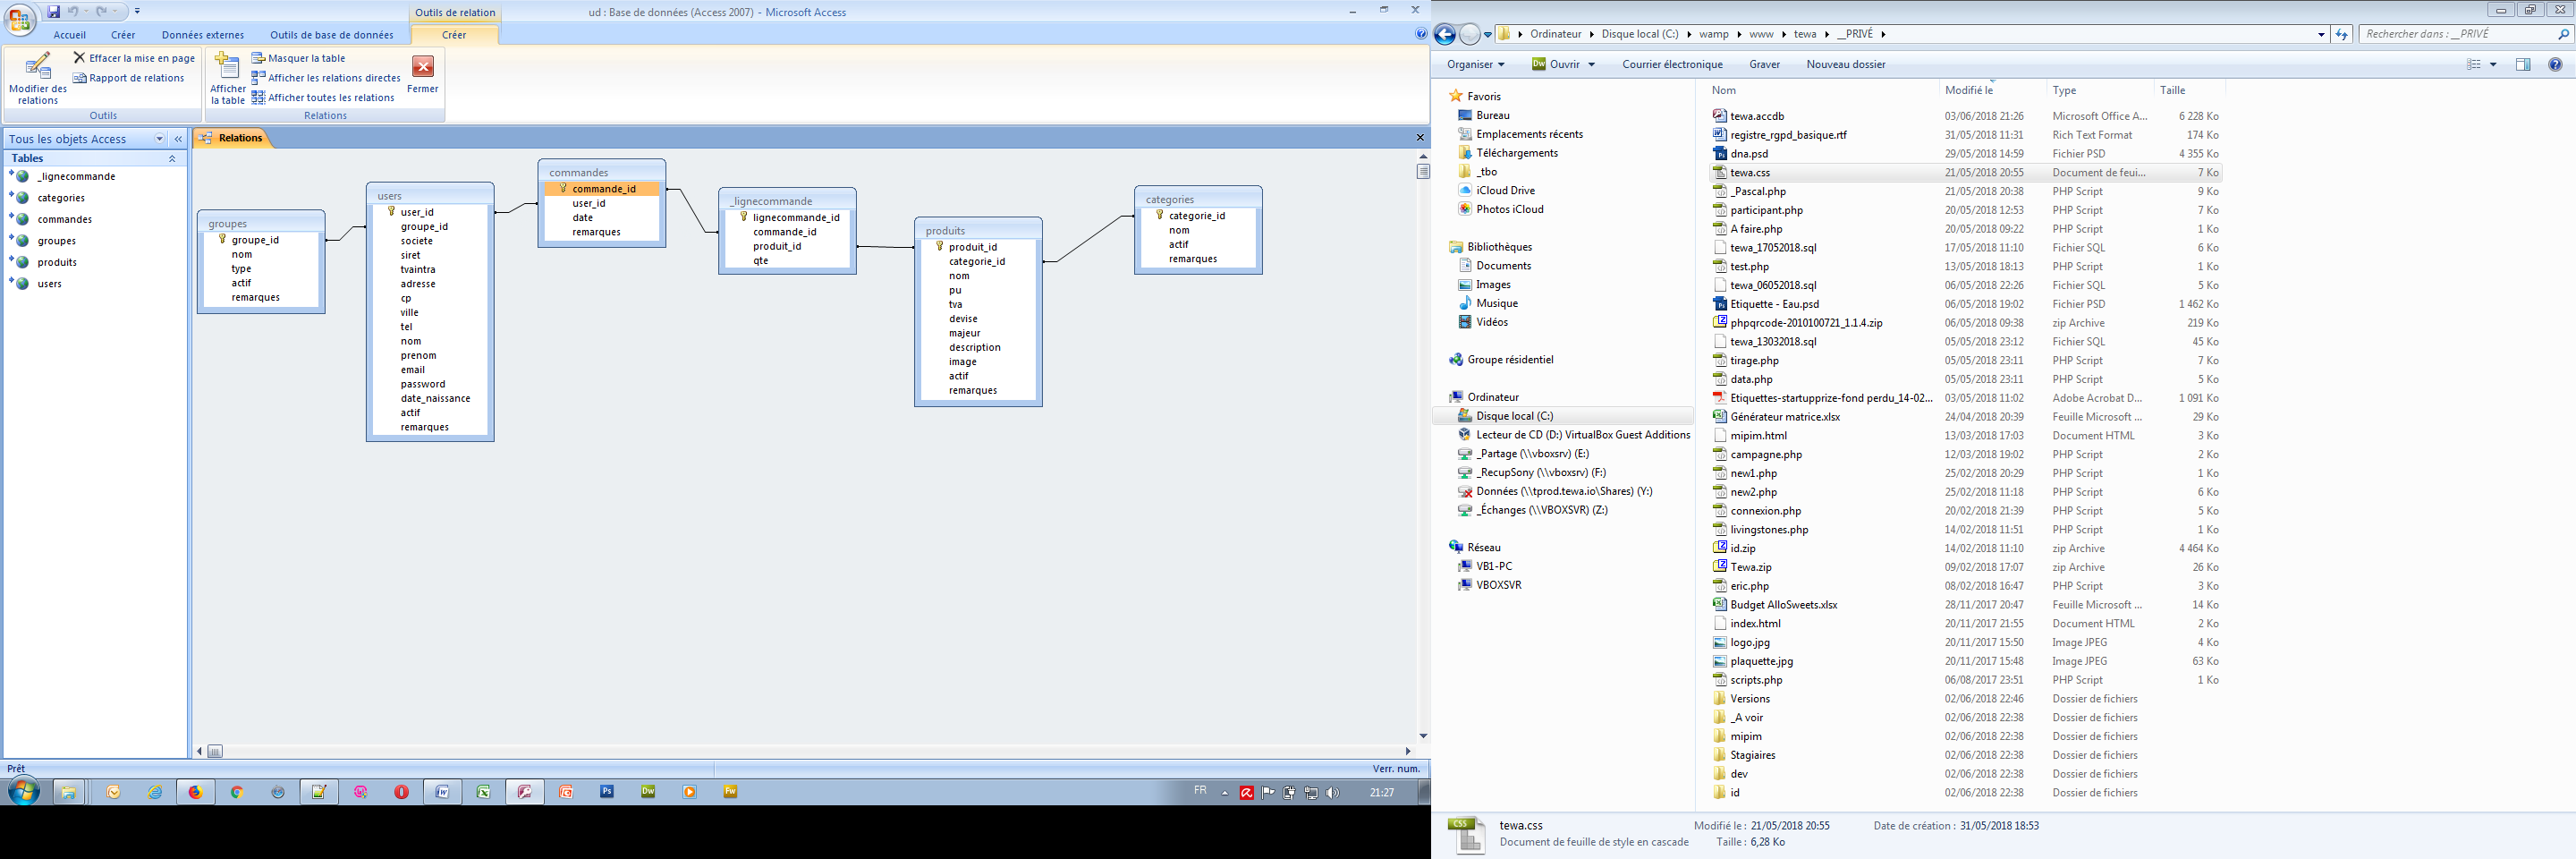 Outils de relation
ud : Base de données (Access 2007) - Microsoft Access
Accueil
Créer
Données externes
Outils de base de données
Créer
Modifier des relations
Effacer la mise en page
Rapport de relations
Outils
Afficher la table
Masquer la table
Afficher les relations directes
Afficher toutes les relations
Fermer
Relations
Tous les objets Access
Tables
_lignecommande
categories
commandes
groupes
produits
users
Relations
groupes
groupe_id
nom
type
actif
remarques
users
user_id
groupe_id
societe
siret
tvaintra
adresse
cp
ville
tel
nom
prenom
email
password
date_naissance
actif
remarques
commandes
commande_id
user_id
date
remarques
_lignecommande
lignecommande_id
commande_id
produit_id
qte
produits
produit_id
categorie_id
nom
pu
tva
devise
majeur
description
image
actif
remarques
categories
categorie_id
nom
actif
remarques
Prêt
Verr. num.
FR
21:27
Ordinateur
Disque local (C:)
wamp
www
tewa
__PRIVÉ
Rechercher dans : __PRIVÉ
Organiser
Ouvrir
Courrier électronique
Graver
Nouveau dossier
Favoris
Bureau
Emplacements récents
Téléchargements
_tbo
iCloud Drive
Photos iCloud
Bibliothèques
Documents
Images
Musique
Vidéos
Groupe résidentiel
Ordinateur
Disque local (C:)
Lecteur de CD (D:) VirtualBox Guest Additions
_Partage (\\vboxsrv) (E:)
_RecupSony (\\vboxsrv) (F:)
Données (\\tprod.tewa.io\Shares) (Y:)
_Échanges (\\VBOXSVR) (Z:)
Réseau
VB1-PC
VBOXSVR
Nom Modifié le Type Taille
tewa.accdb 03/06/2018 21:26 Microsoft Office A... 6 228 Ko
registre_rgpd_basique.rtf 31/05/2018 11:31 Rich Text Format 174 Ko
dna.psd 29/05/2018 14:59 Fichier PSD 4 355 Ko
tewa.css 21/05/2018 20:55 Document de feui... 7 Ko
_Pascal.php 21/05/2018 20:38 PHP Script 9 Ko
participant.php 20/05/2018 12:53 PHP Script 7 Ko
A faire.php 20/05/2018 09:22 PHP Script 1 Ko
tewa_17052018.sql 17/05/2018 11:10 Fichier SQL 6 Ko
test.php 13/05/2018 18:13 PHP Script 1 Ko
tewa_06052018.sql 06/05/2018 22:26 Fichier SQL 5 Ko
Etiquette - Eau.psd 06/05/2018 19:02 Fichier PSD 1 462 Ko
phpqrcode-2010100721_1.1.4.zip 06/05/2018 09:38 zip Archive 219 Ko
tewa_13032018.sql 05/05/2018 23:12 Fichier SQL 45 Ko
tirage.php 05/05/2018 23:11 PHP Script 7 Ko
data.php 05/05/2018 23:11 PHP Script 5 Ko
Etiquettes-startupprize-fond perdu_14-02... 03/05/2018 11:02 Adobe Acrobat D... 1 091 Ko
Générateur matrice.xlsx 24/04/2018 20:39 Feuille Microsoft ... 29 Ko
mipim.html 13/03/2018 17:03 Document HTML 3 Ko
campagne.php 12/03/2018 19:02 PHP Script 2 Ko
new1.php 25/02/2018 20:29 PHP Script 1 Ko
new2.php 25/02/2018 11:18 PHP Script 6 Ko
connexion.php 20/02/2018 21:39 PHP Script 5 Ko
livingstones.php 14/02/2018 11:51 PHP Script 1 Ko
id.zip 14/02/2018 11:10 zip Archive 4 464 Ko
Tewa.zip 09/02/2018 17:07 zip Archive 26 Ko
eric.php 08/02/2018 16:47 PHP Script 3 Ko
Budget AlloSweets.xlsx 28/11/2017 20:47 Feuille Microsoft ... 14 Ko
index.html 20/11/2017 21:55 Document HTML 2 Ko
logo.jpg 20/11/2017 15:50 Image JPEG 4 Ko
plaquette.jpg 20/11/2017 15:48 Image JPEG 63 Ko
scripts.php 06/08/2017 23:51 PHP Script 1 Ko
Versions 02/06/2018 22:46 Dossier de fichiers
_A voir 02/06/2018 22:38 Dossier de fichiers
mipim 02/06/2018 22:38 Dossier de fichiers
Stagiaires 02/06/2018 22:38 Dossier de fichiers
dev 02/06/2018 22:38 Dossier de fichiers
id 02/06/2018 22:38 Dossier de fichiers
tewa.css Modifié le : 21/05/2018 20:55 Date de création : 31/05/2018 18:53
Document de feuille de style en cascade Taille : 6,28 Ko